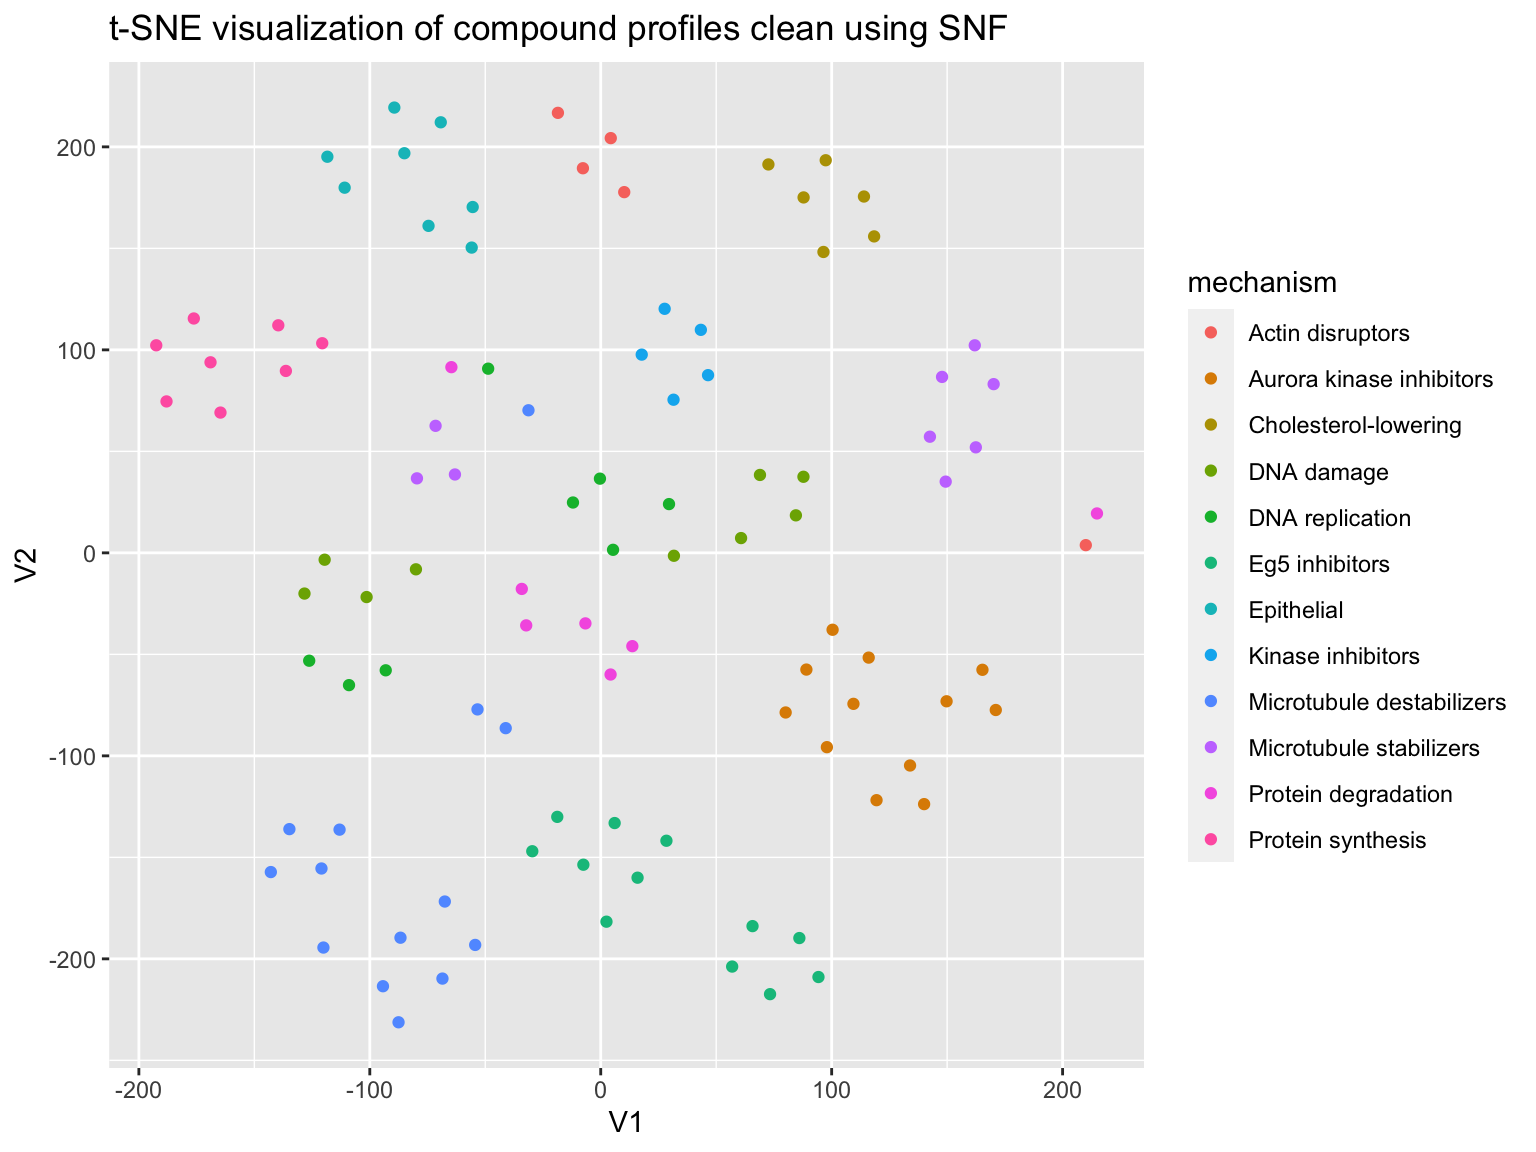 t-SNE visualization of compound profiles clean using SNF
V2
200
100
0
-100
-200
-200
-100
0
100
200
V1
mechanism
Actin disruptors
Aurora kinase inhibitors
Cholesterol-lowering
DNA damage
DNA replication
Eg5 inhibitors
Epithelial
Kinase inhibitors
Microtubule destabilizers
Microtubule stabilizers
Protein degradation
Protein synthesis